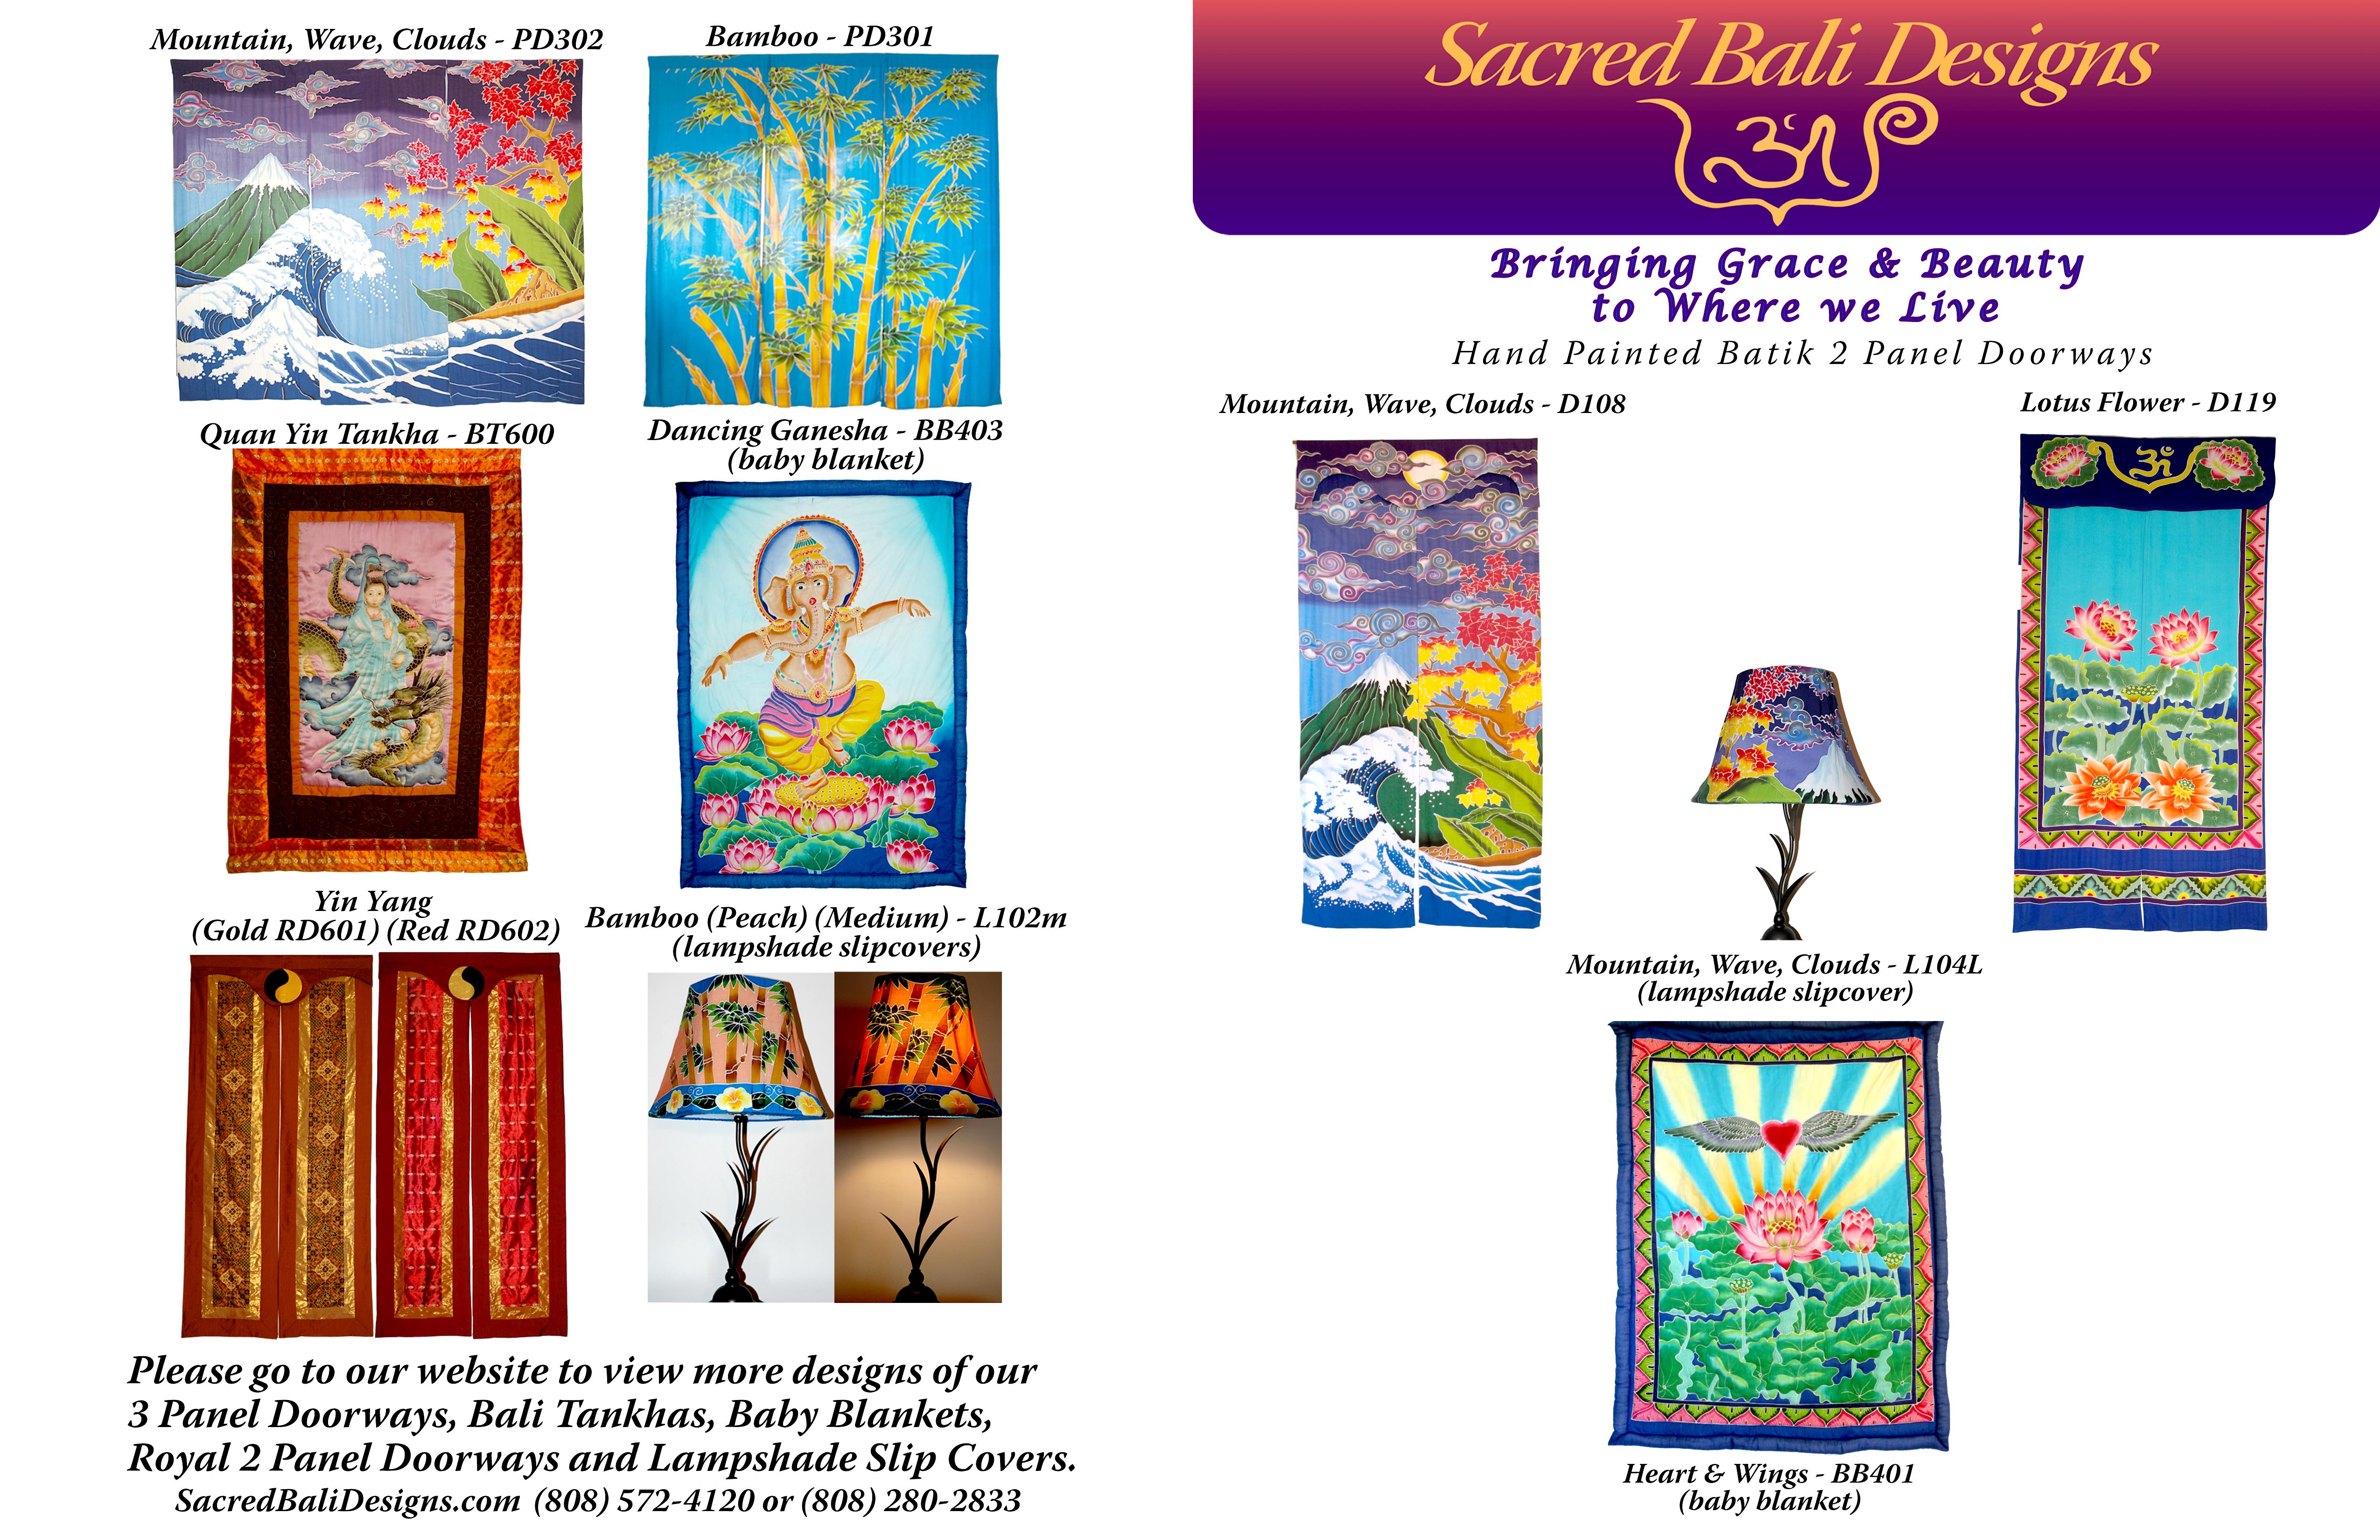 Mountain, Wave, Clouds - PD302
Bamboo - PD301
Quan Yin Tankha - BT600
Dancing Ganesha - BB403
(baby blanket)
Yin Yang
(Gold RD601) (Red RD602)
Bamboo (Peach) (Medium) - L102m
(lampshade slipcovers)
Please go to our website to view more designs of our
3 Panel Doorways, Bali Tankhas, Baby Blankets,
Royal 2 Panel Doorways and Lampshade Slip Covers.
SacredBaliDesigns.com (808) 572-4120 or (808) 280-2833
Sacred Bali Designs
Bringing Grace & Beauty
to Where we Live
Hand Painted Batik 2 Panel Doorways
Mountain, Wave, Clouds - D108
Lotus Flower - D119
Mountain, Wave, Clouds - L104L
(lampshade slipcover)
Heart & Wings - BB401
(baby blanket)